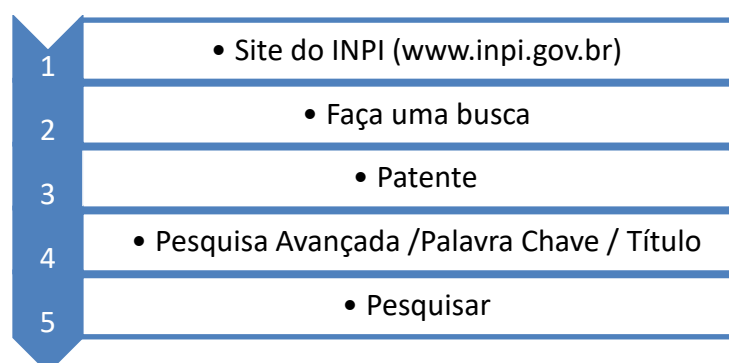 1 • Site do INPI (www.inpi.gov.br)
2 • Faça uma busca
3 • Patente
4 • Pesquisa Avançada /Palavra Chave / Título
5 • Pesquisar